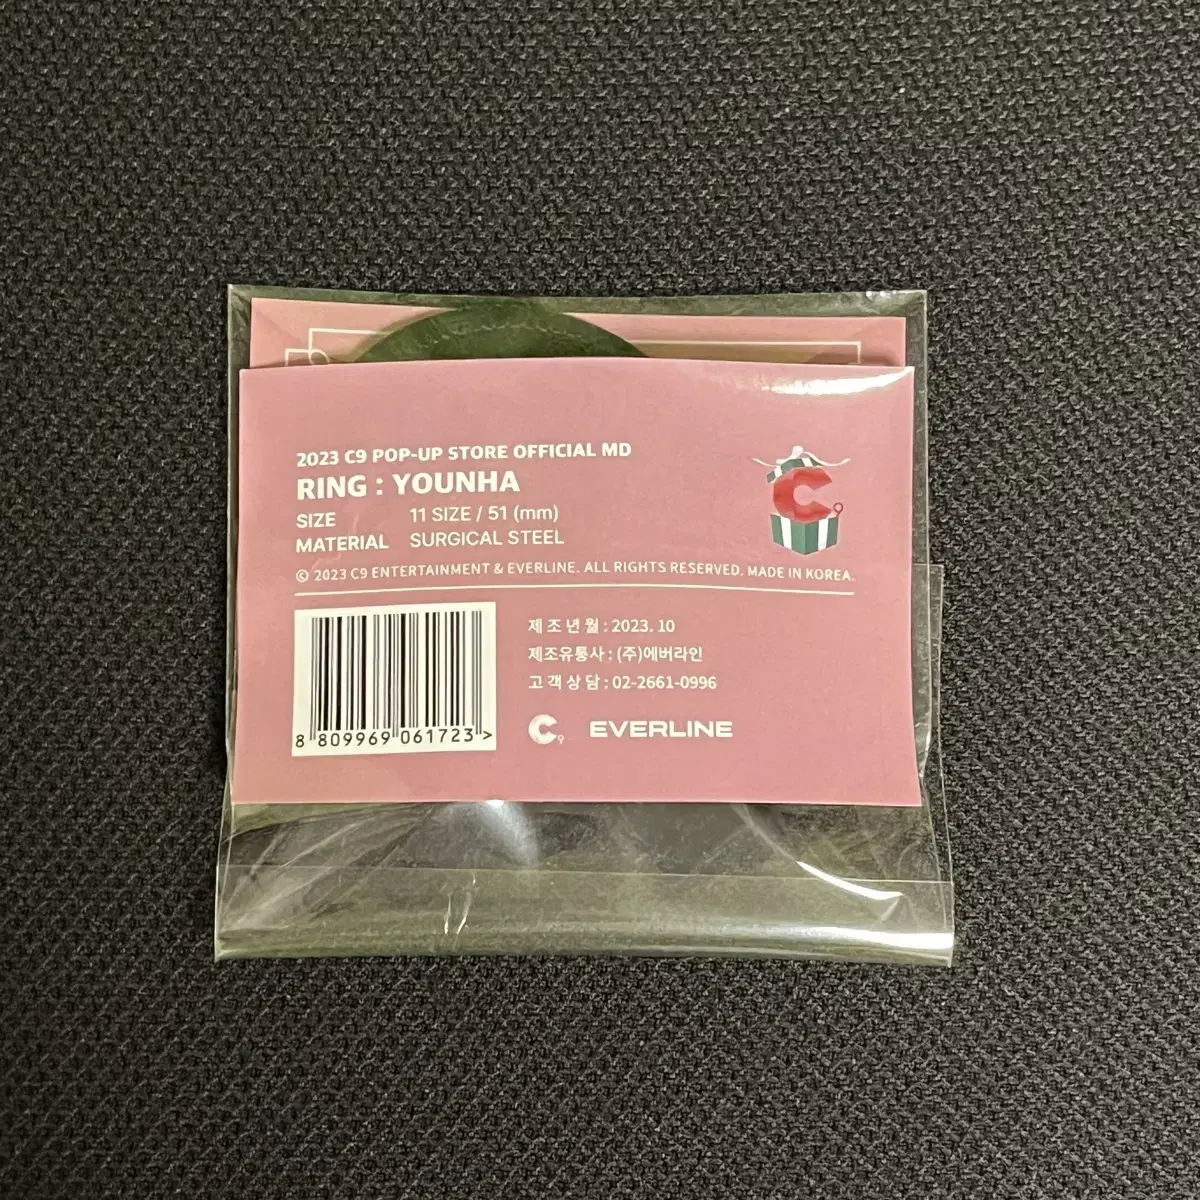 2023 C9 POP-UP STORE OFFICIAL MD
RING : YOUNHA
SIZE 11 SIZE / 51 (mm)
MATERIAL SURGICAL STEEL
© 2023 C9 ENTERTAINMENT & EVERLINE. ALL RIGHTS RESERVED. MADE IN KOREA.
8 809969 061723 >
제조년월 : 2023. 10
제조유통사 : (주)에버라인
고객상담 : 02-2661-0996
C9 EVERLINE
C9